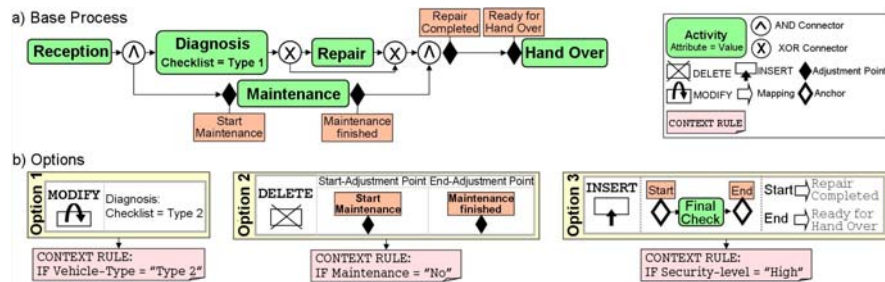 a) Base Process
Reception
Diagnosis
Checklist = Type 1
Repair
Repair
Completed
Ready for
Hand Over
Hand Over
Maintenance
Start
Maintenance
Maintenance
finished
Activity
Attribute = Value
AND Connector
XOR Connector
DELETE
INSERT
Adjustment Point
MODIFY
Mapping
Anchor
CONTEXT RULE
b) Options
Option 1
MODIFY
Diagnosis:
Checklist = Type 2
CONTEXT RULE:
IF Vehicle-Type = "Type 2"
Option 2
DELETE
Start-Adjustment Point
End-Adjustment Point
Start
Maintenance
Maintenance
finished
CONTEXT RULE:
IF Maintenance = "No"
Option 3
INSERT
Start
Final
Check
End
Start
Repair
Completed
End
Ready for
Hand Over
CONTEXT RULE:
IF Security-level = "High"